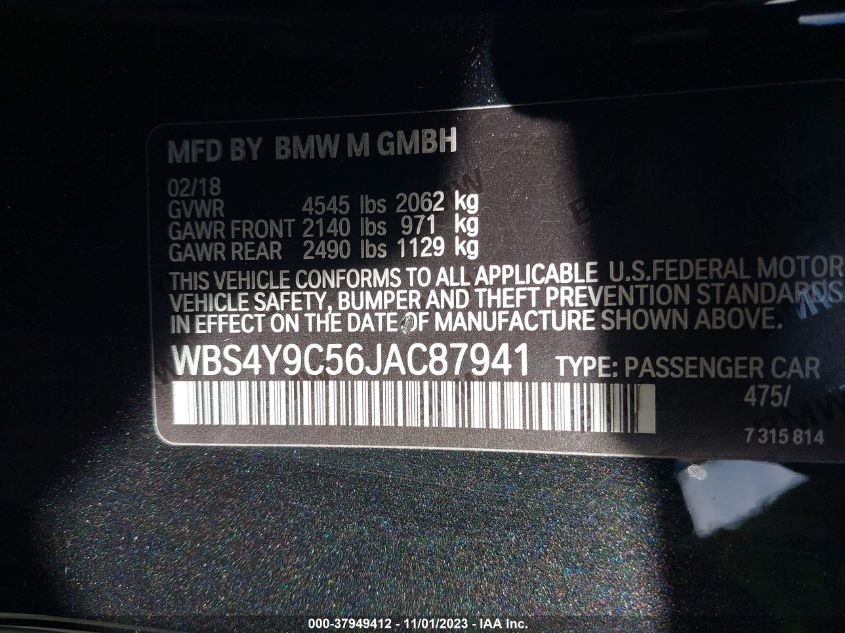 MFD BY BMW M GMBH
02/18
GVWR 4545 lbs 2062 kg
GAWR FRONT 2140 lbs 971 kg
GAWR REAR 2490 lbs 1129 kg
THIS VEHICLE CONFORMS TO ALL APPLICABLE U.S.FEDERAL MOTOR
VEHICLE SAFETY, BUMPER AND THEFT PREVENTION STANDARDS
IN EFFECT ON THE DATE OF MANUFACTURE SHOWN ABOVE.
WBS4Y9C56JAC87941 TYPE: PASSENGER CAR
475/
7 315 814
000-37949412 - 11/01/2023 - IAA Inc.